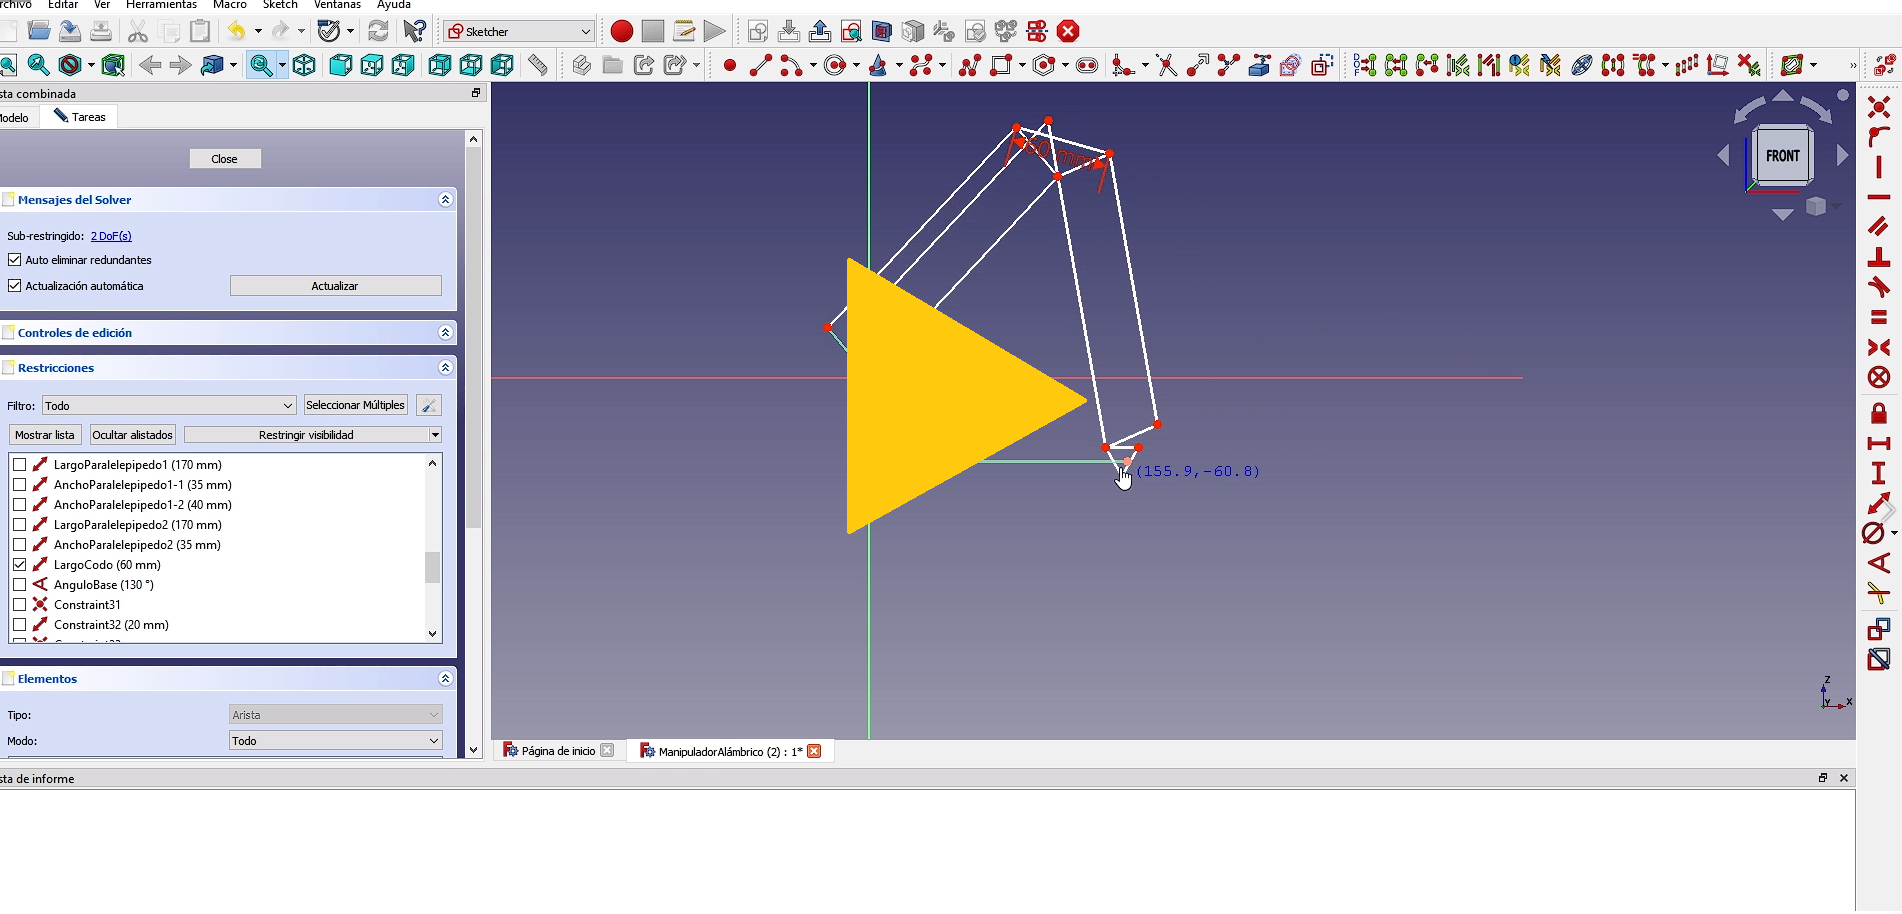 rchivo Editar Ver Herramientas Macro Sketch Ventanas Ayuda
Sketcher
sta combinada
Modelo Tareas
Close
Mensajes del Solver
Sub-restringido: 2 DoF(s)
Auto eliminar redundantes
Actualización automática Actualizar
Controles de edición
Restricciones
Filtro: Todo Seleccionar Múltiples
Mostrar lista Ocultar alistados Restringir visibilidad
LargoParalelepipedo1 (170 mm)
AnchoParalelepipedo1-1 (35 mm)
AnchoParalelepipedo1-2 (40 mm)
LargoParalelepipedo2 (170 mm)
AnchoParalelepipedo2 (35 mm)
LargoCodo (60 mm)
AnguloBase (130 °)
Constraint31
Constraint32 (20 mm)
Elementos
Tipo: Arista
Modo: Todo
60 mm
(155.9,-60.8)
FRONT
Z
Y
X
Página de inicio
ManipuladorAlámbrico (2) : 1*
sta de informe